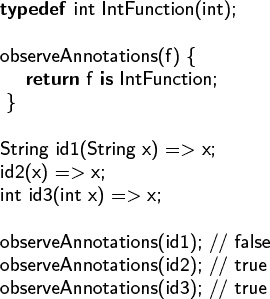 typedef int IntFunction(int);
observeAnnotations(f) {
return f is IntFunction;
}
String id1(String x) => x;
id2(x) => x;
int id3(int x) => x;
observeAnnotations(id1); // false
observeAnnotations(id2); // true
observeAnnotations(id3); // true